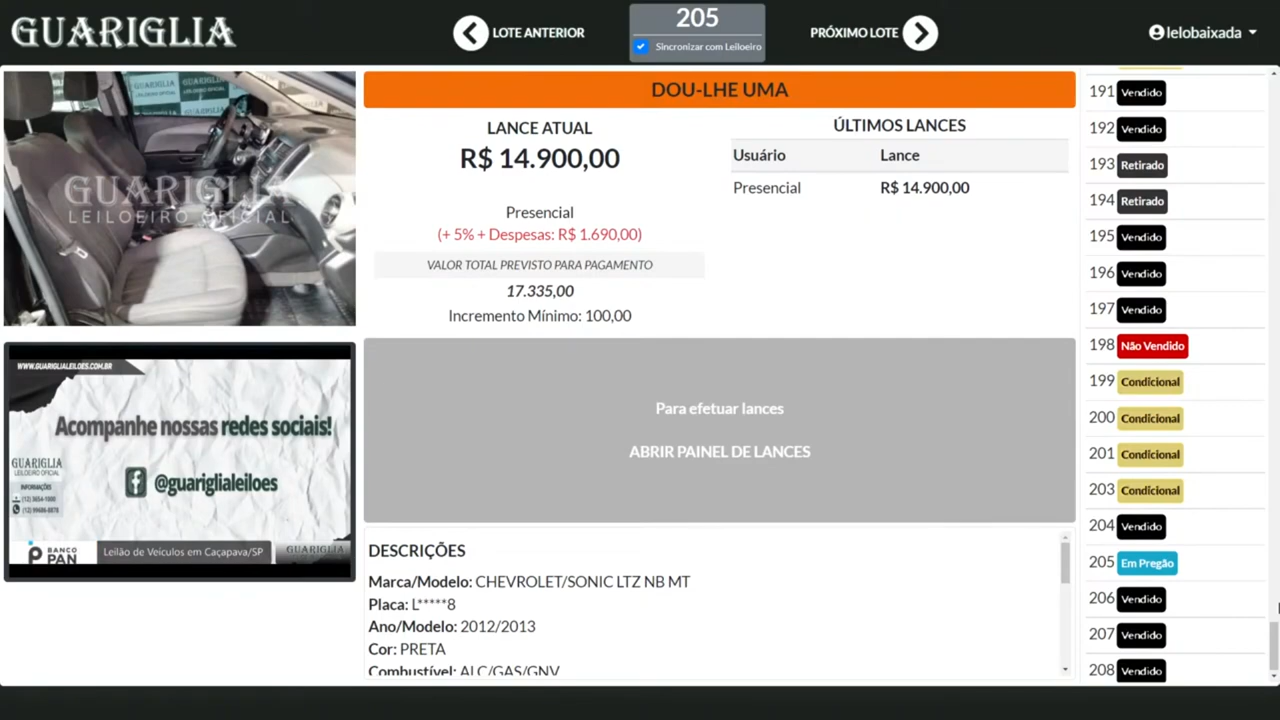 GUARIGLIA
LOTE ANTERIOR
205
Sincronizar com Leiloeiro
PRÓXIMO LOTE
lelobaixada
GUARIGLIA
LEILOEIRO OFICIAL
DOU-LHE UMA
LANCE ATUAL
R$ 14.900,00
Presencial
(+ 5% + Despesas: R$ 1.690,00)
VALOR TOTAL PREVISTO PARA PAGAMENTO
17.335,00
Incremento Mínimo: 100,00
ÚLTIMOS LANCES
Usuário Lance
Presencial R$ 14.900,00
Para efetuar lances
ABRIR PAINEL DE LANCES
WWW.GUARIGLIALEILOES.COM.BR
Acompanhe nossas redes sociais!
GUARIGLIA
LEILOEIRO OFICIAL
INFORMAÇÕES
(12) 3654-1000
(12) 99686-8878
@guariglialeiloes
BANCO
PAN
Leilão de Veículos em Caçapava/SP
GUARIGLIA
DESCRIÇÕES
Marca/Modelo: CHEVROLET/SONIC LTZ NB MT
Placa: L*****8
Ano/Modelo: 2012/2013
Cor: PRETA
Combustível: ALC/GAS/GNV
191 Vendido
192 Vendido
193 Retirado
194 Retirado
195 Vendido
196 Vendido
197 Vendido
198 Não Vendido
199 Condicional
200 Condicional
201 Condicional
203 Condicional
204 Vendido
205 Em Pregão
206 Vendido
207 Vendido
208 Vendido